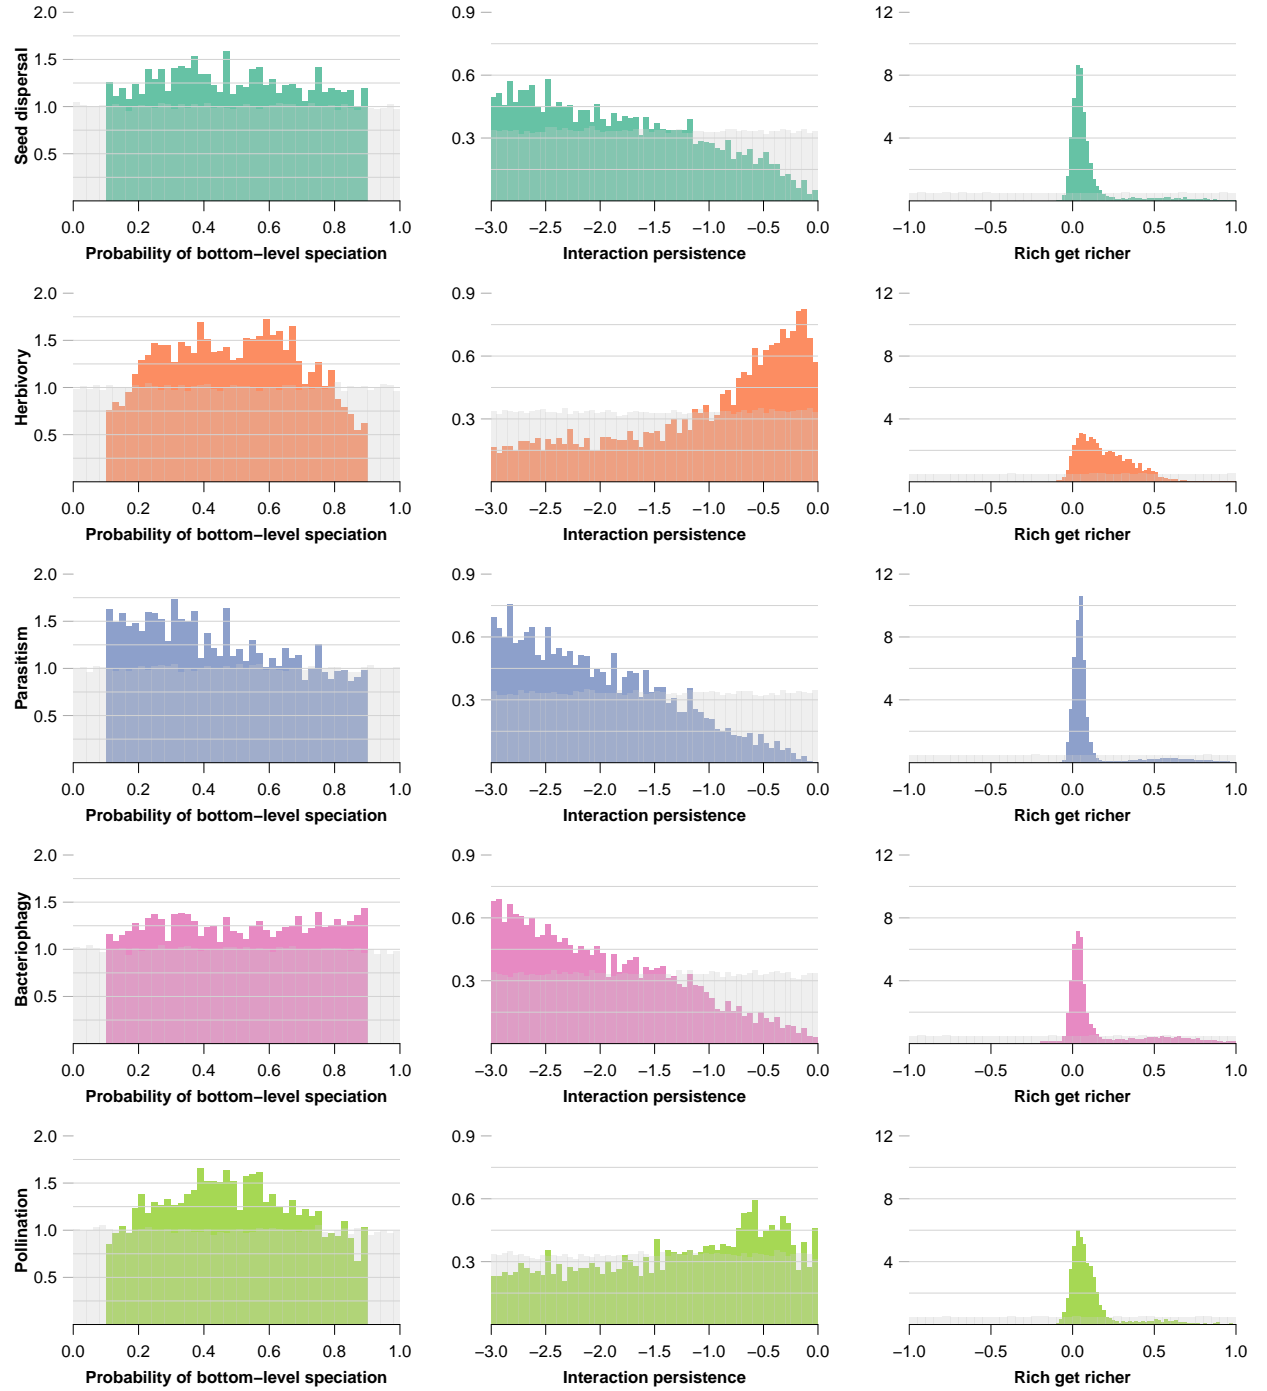 2.0 0.9 12
1.5 0.6 8
1.0 0.3 4
0.5
Seed dispersal
0.0 0.2 0.4 0.6 0.8 1.0 −3.0 −2.5 −2.0 −1.5 −1.0 −0.5 0.0 −1.0 −0.5 0.0 0.5 1.0
Probability of bottom−level speciation Interaction persistence Rich get richer
2.0 0.9 12
1.5 0.6 8
1.0 0.3 4
0.5
Herbivory
0.0 0.2 0.4 0.6 0.8 1.0 −3.0 −2.5 −2.0 −1.5 −1.0 −0.5 0.0 −1.0 −0.5 0.0 0.5 1.0
Probability of bottom−level speciation Interaction persistence Rich get richer
2.0 0.9 12
1.5 0.6 8
1.0 0.3 4
0.5
Parasitism
0.0 0.2 0.4 0.6 0.8 1.0 −3.0 −2.5 −2.0 −1.5 −1.0 −0.5 0.0 −1.0 −0.5 0.0 0.5 1.0
Probability of bottom−level speciation Interaction persistence Rich get richer
2.0 0.9 12
1.5 0.6 8
1.0 0.3 4
0.5
Bacteriophagy
0.0 0.2 0.4 0.6 0.8 1.0 −3.0 −2.5 −2.0 −1.5 −1.0 −0.5 0.0 −1.0 −0.5 0.0 0.5 1.0
Probability of bottom−level speciation Interaction persistence Rich get richer
2.0 0.9 12
1.5 0.6 8
1.0 0.3 4
0.5
Pollination
0.0 0.2 0.4 0.6 0.8 1.0 −3.0 −2.5 −2.0 −1.5 −1.0 −0.5 0.0 −1.0 −0.5 0.0 0.5 1.0
Probability of bottom−level speciation Interaction persistence Rich get richer